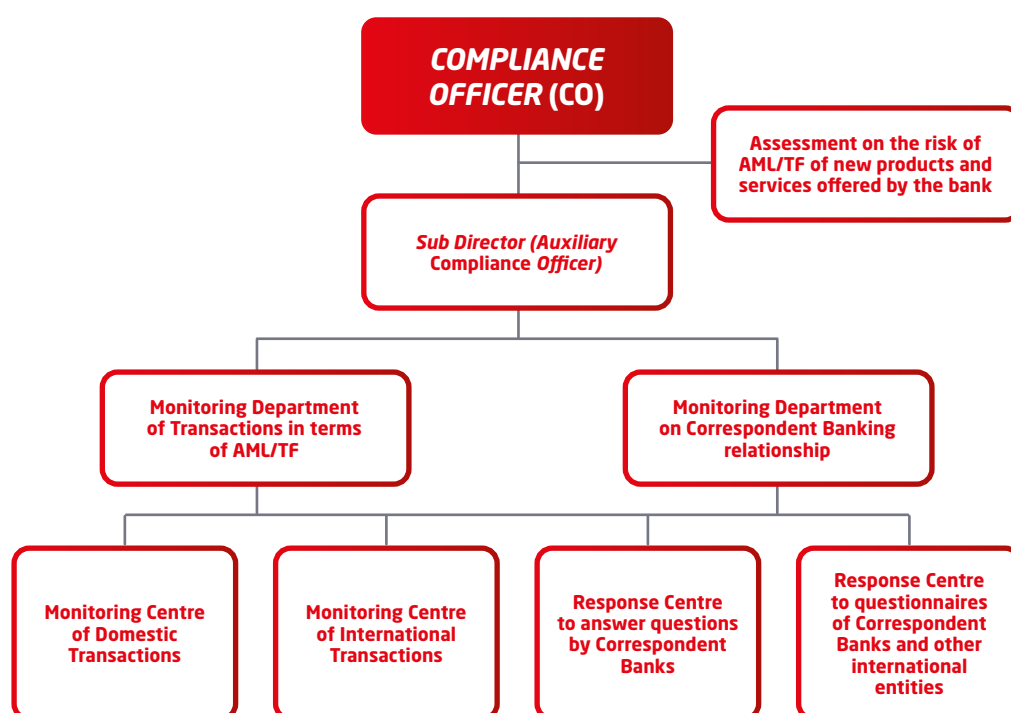 COMPLIANCE
OFFICER (CO)
Assessment on the risk of
AML/TF of new products and
services offered by the bank
Sub Director (Auxiliary
Compliance Officer)
Monitoring Department
of Transactions in terms
of AML/TF
Monitoring Department
on Correspondent Banking
relationship
Monitoring Centre
of Domestic
Transactions
Monitoring Centre
of International
Transactions
Response Centre
to answer questions
by Correspondent
Banks
Response Centre
to questionnaires
of Correspondent
Banks and other
international
entities